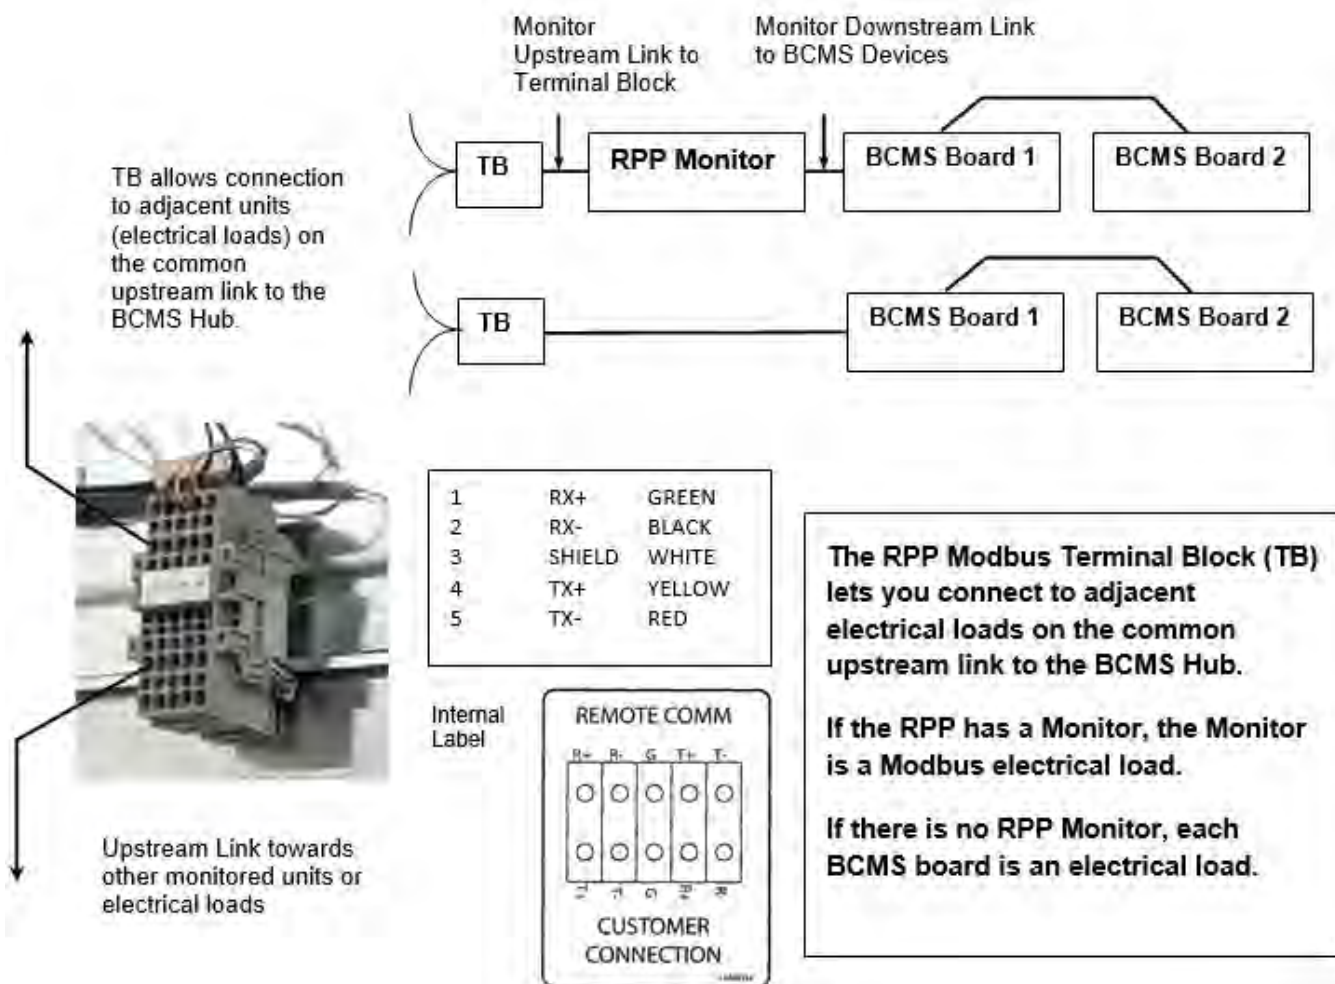 Monitor
Upstream Link to
Terminal Block
Monitor Downstream Link
to BCMS Devices
TB
RPP Monitor
BCMS Board 1
BCMS Board 2
TB allows connection
to adjacent units
(electrical loads) on
the common
upstream link to the
BCMS Hub.
TB
BCMS Board 1
BCMS Board 2
1 RX+ GREEN
2 RX- BLACK
3 SHIELD WHITE
4 TX+ YELLOW
5 TX- RED
The RPP Modbus Terminal Block (TB)
lets you connect to adjacent
electrical loads on the common
upstream link to the BCMS Hub.
If the RPP has a Monitor, the Monitor
is a Modbus electrical load.
If there is no RPP Monitor, each
BCMS board is an electrical load.
Internal
Label
REMOTE COMM
R+ R- G T+ T-
G
CUSTOMER
CONNECTION
Upstream Link towards
other monitored units or
electrical loads